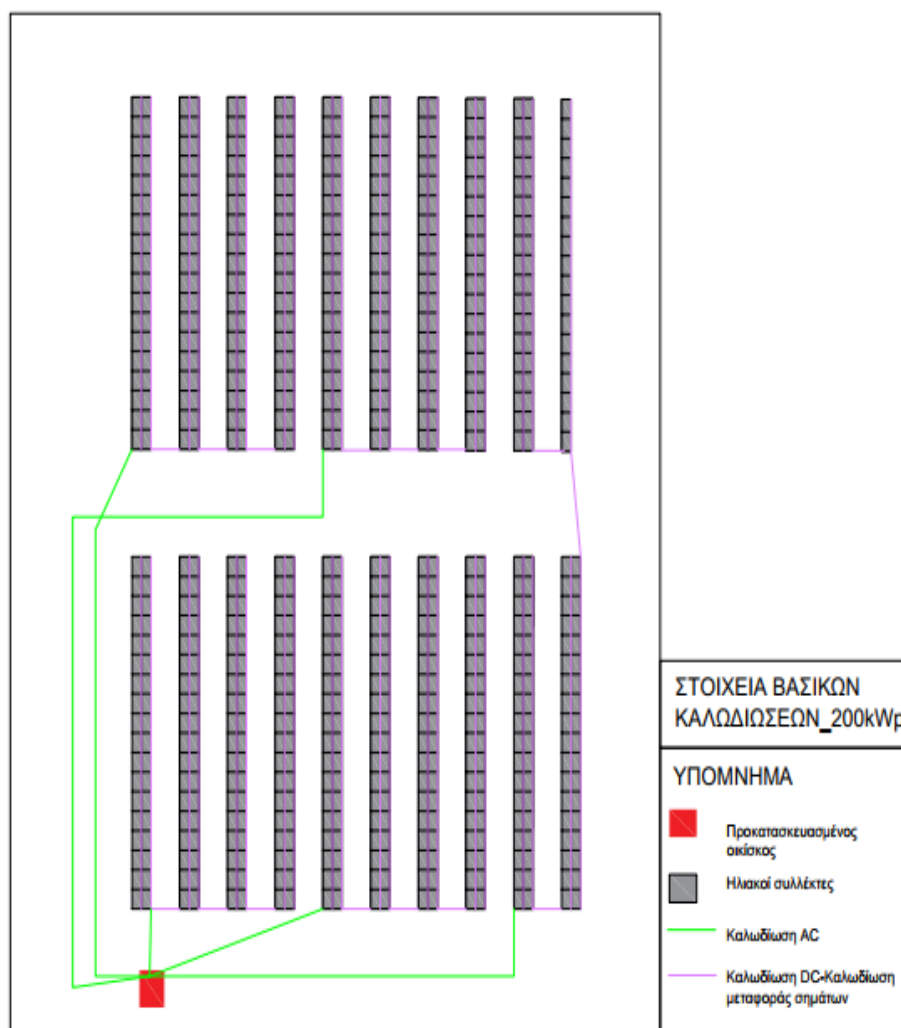 ΣΤΟΙΧΕΙΑ ΒΑΣΙΚΩΝ
ΚΑΛΩΔΙΩΣΕΩΝ_200kWp
ΥΠΟΜΝΗΜΑ
Προκατασκευασμένος
οικίσκος
Ηλιακοί συλλέκτες
Καλωδίωση AC
Καλωδίωση DC-Καλωδίωση
μεταφοράς σημάτων